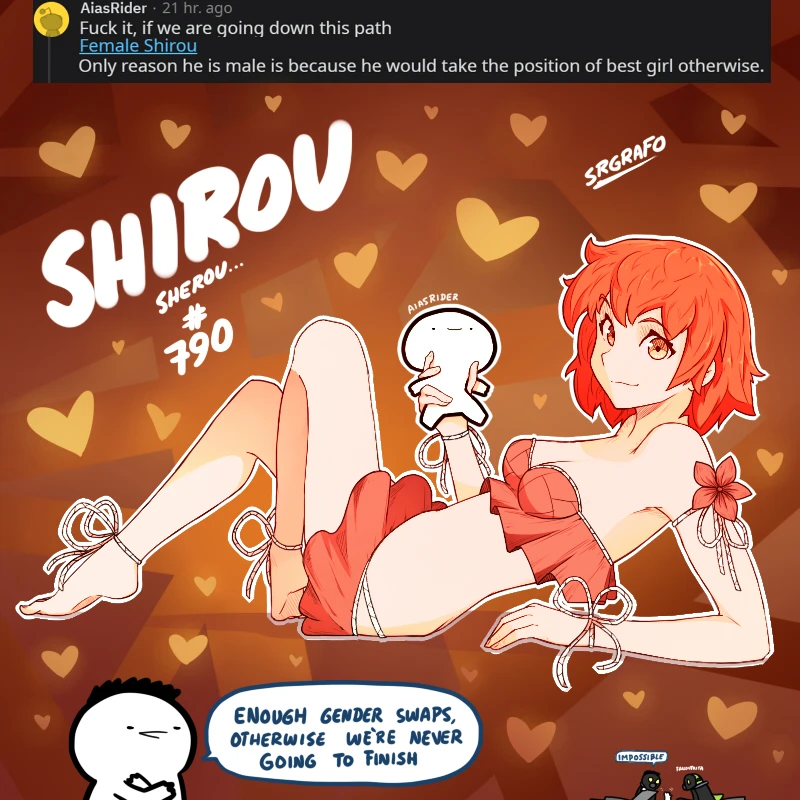 AiasRider · 21 hr. ago
Fuck it, if we are going down this path
Female Shirou
Only reason he is male is because he would take the position of best girl otherwise.
SHIROU
SHEROU...
#
790
SRGRAFO
AIASRIDER
ENOUGH GENDER SWAPS,
OTHERWISE WE'RE NEVER
GOING TO FINISH
IMPOSSIBLE